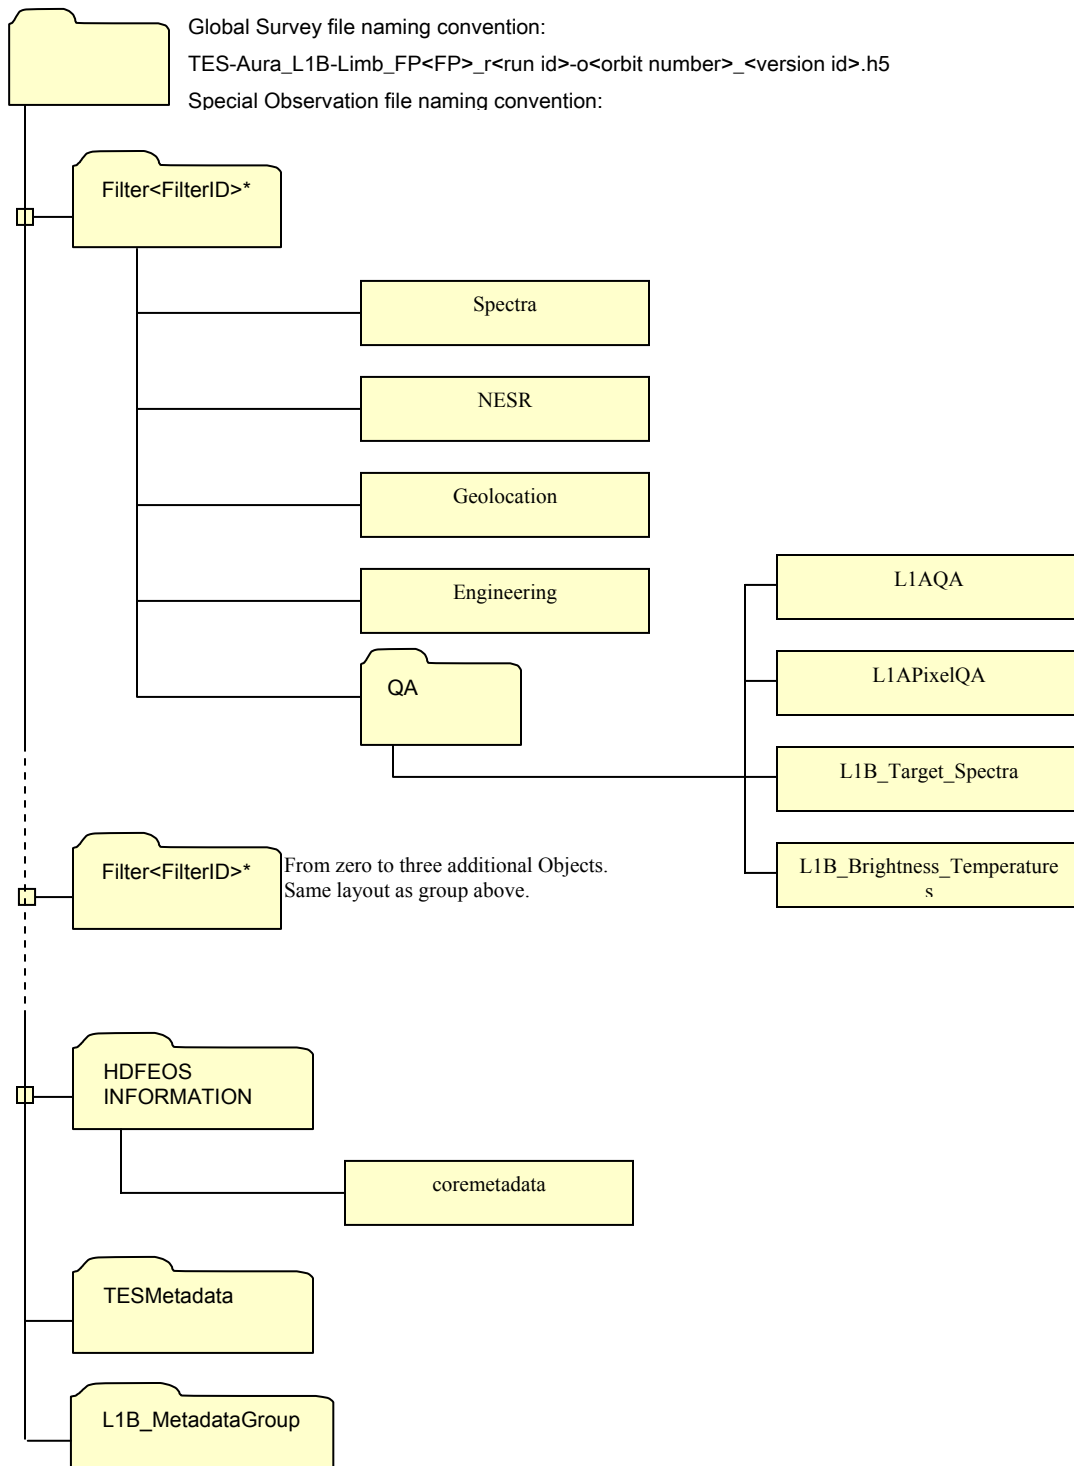 Global Survey file naming convention:
TES-Aura_L1B-Limb_FP<FP>_r<run id>-o<orbit number>_<version id>.h5
Special Observation file naming convention:
Filter<FilterID>*
Spectra
NESR
Geolocation
Engineering
QA
L1AQA
L1APixelQA
L1B_Target_Spectra
L1B_Brightness_Temperature
s
Filter<FilterID>*
From zero to three additional Objects.
Same layout as group above.
HDFEOS
INFORMATION
coremetadata
TESMetadata
L1B_MetadataGroup